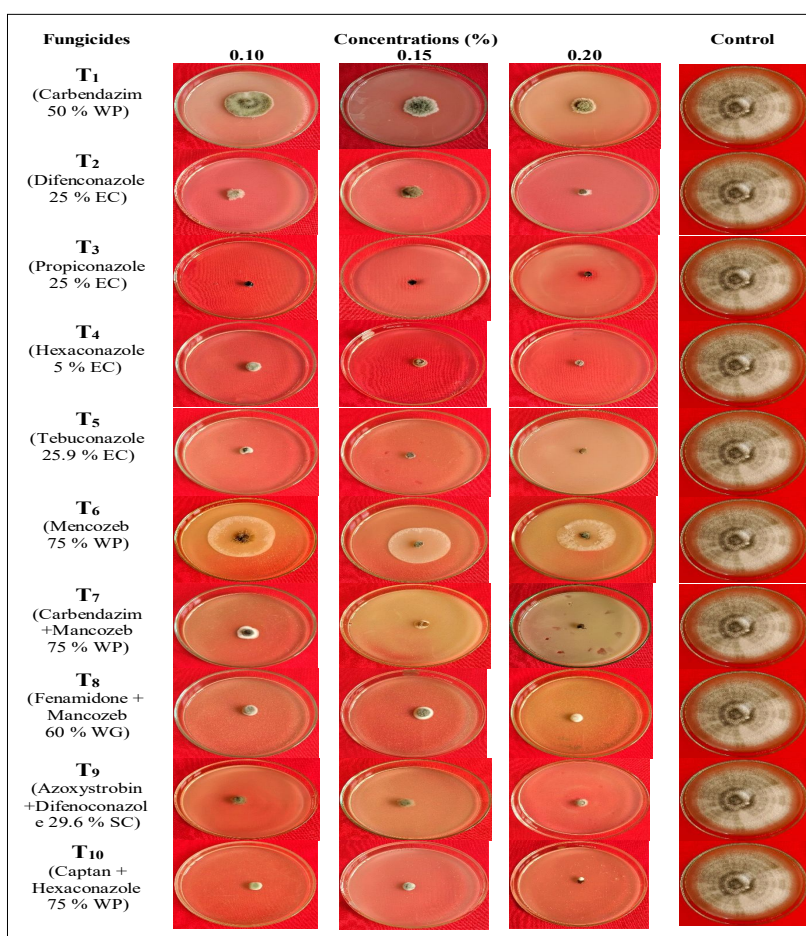 Fungicides Concentrations (%) Control
0.10 0.15 0.20
T1
(Carbendazim
50 % WP)
T2
(Difenconazole
25 % EC)
T3
(Propiconazole
25 % EC)
T4
(Hexaconazole
5 % EC)
T5
(Tebuconazole
25.9 % EC)
T6
(Mencozeb
75 % WP)
T7
(Carbendazim
+Mancozeb
75 % WP)
T8
(Fenamidone +
Mancozeb
60 % WG)
T9
(Azoxystrobin
+Difenoconazol
e 29.6 % SC)
T10
(Captan +
Hexaconazole
75 % WP)